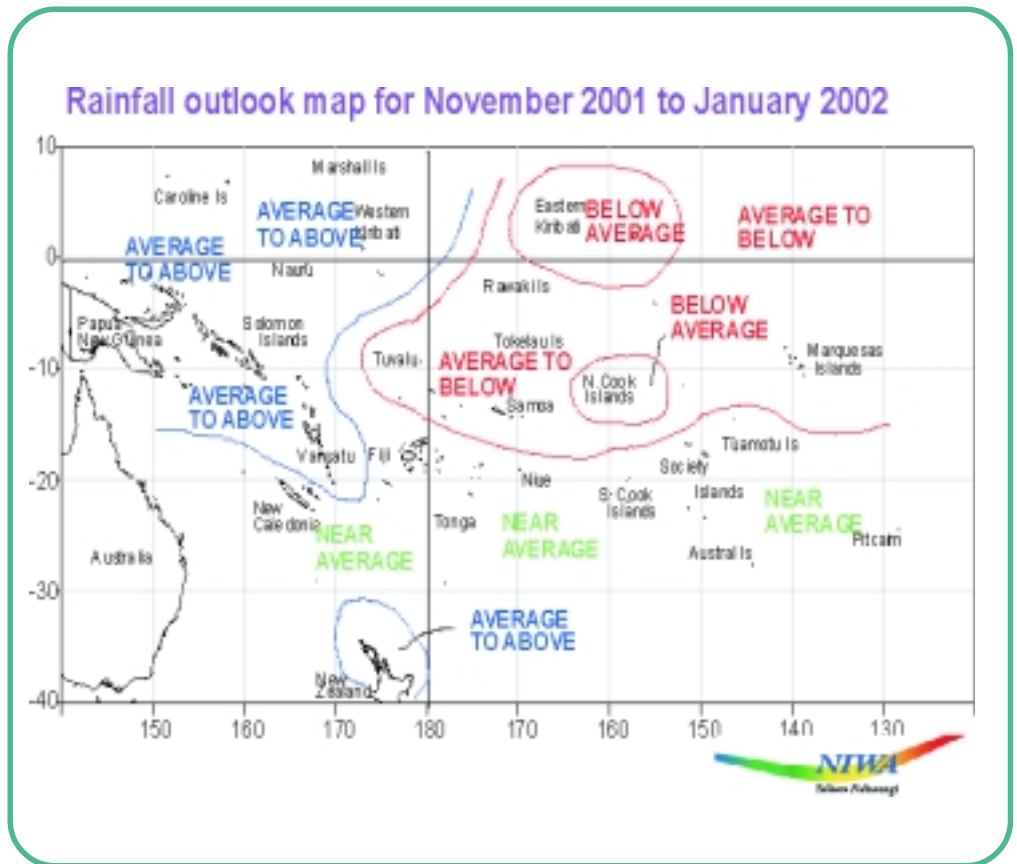 Rainfall outlook map for November 2001 to January 2002
10
Marshall Is
Caroline Is
AVERAGE
TO ABOVE
Western
Kiribati
Eastern
Kiribati
BELOW
AVERAGE
AVERAGE TO
BELOW
AVERAGE
TO ABOVE
0
Nauru
Rawaki Is
BELOW
AVERAGE
Papua
New Guinea
Solomon
Islands
Tuvalu
Tokelau Is
Marquesas
Islands
-10
AVERAGE TO
BELOW
N. Cook
Islands
AVERAGE
TO ABOVE
Samoa
Tuamotu Is
Vanuatu
Fiji
Society
Islands
-20
Niue
S. Cook
Islands
New
Caledonia
Tonga
NEAR
AVERAGE
NEAR
AVERAGE
NEAR
AVERAGE
Pitcairn
Australia
Austral Is
-30
AVERAGE
TO ABOVE
New
Zealand
-40
150
160
170
180
170
160
150
140
130
NIWA